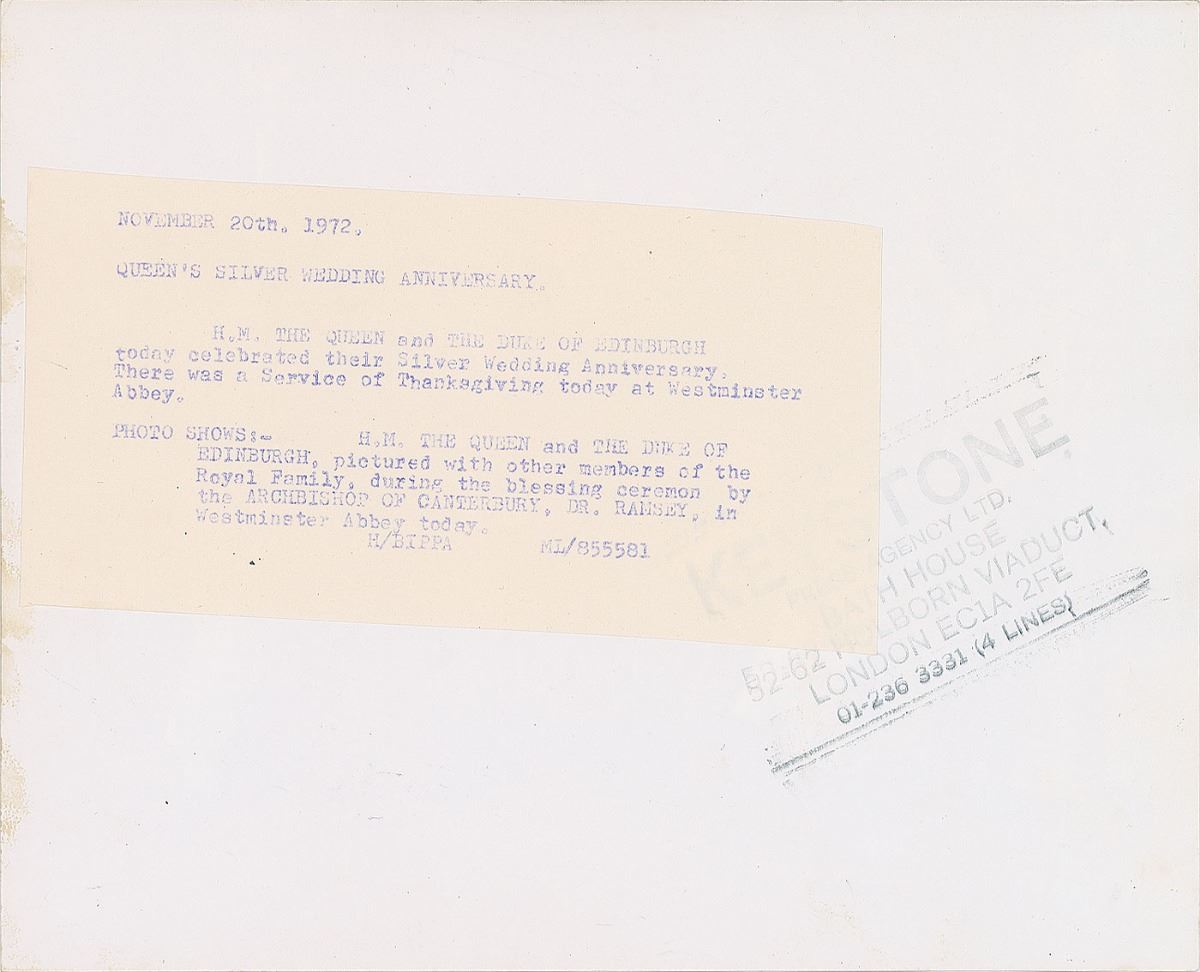 NOVEMBER 20th. 1972.
QUEEN'S SILVER WEDDING ANNIVERSARY.
H.M. THE QUEEN and THE DUKE OF EDINBURGH
today celebrated their Silver Wedding Anniversary.
There was a Service of Thanksgiving today at Westminster
Abbey.
PHOTO SHOWS:- H.M. THE QUEEN and THE DUKE OF
EDINBURGH, pictured with other members of the
Royal Family, during the blessing ceremon by
the ARCHBISHOP OF CANTERBURY, DR. RAMSEY, in
Westminster Abbey today.
H/BIPPA ML/855581
TONE
GENCY LTD.
H HOUSE
HOLBORN VIADUCT,
LONDON EC1A 2FE
01-236 3331 (4 LINES)